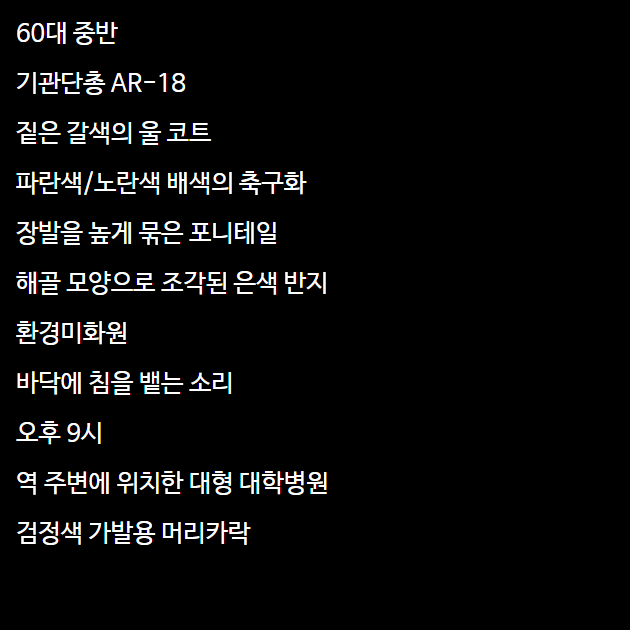 60대 중반
기관단총 AR-18
짙은 갈색의 울 코트
파란색/노란색 배색의 축구화
장발을 높게 묶은 포니테일
해골 모양으로 조각된 은색 반지
환경미화원
바닥에 침을 뱉는 소리
오후 9시
역 주변에 위치한 대형 대학병원
검정색 가발용 머리카락